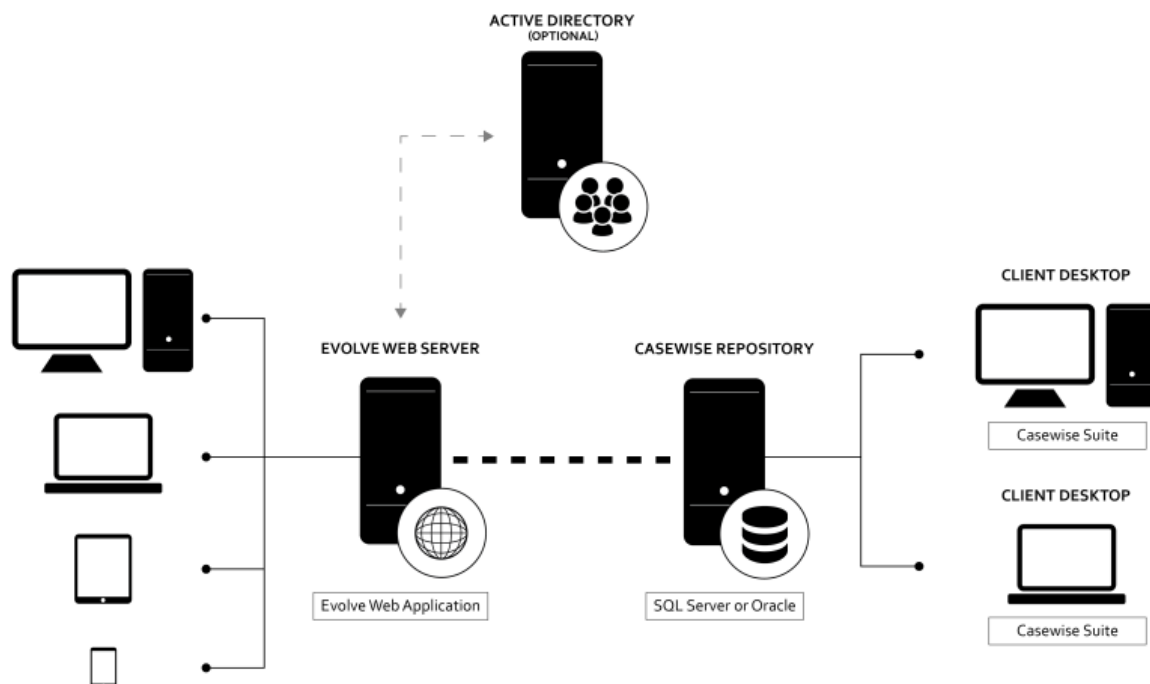 ACTIVE DIRECTORY
(OPTIONAL)
CLIENT DESKTOP
EVOLVE WEB SERVER
CASEWISE REPOSITORY
Casewise Suite
CLIENT DESKTOP
Evolve Web Application
SQL Server or Oracle
Casewise Suite